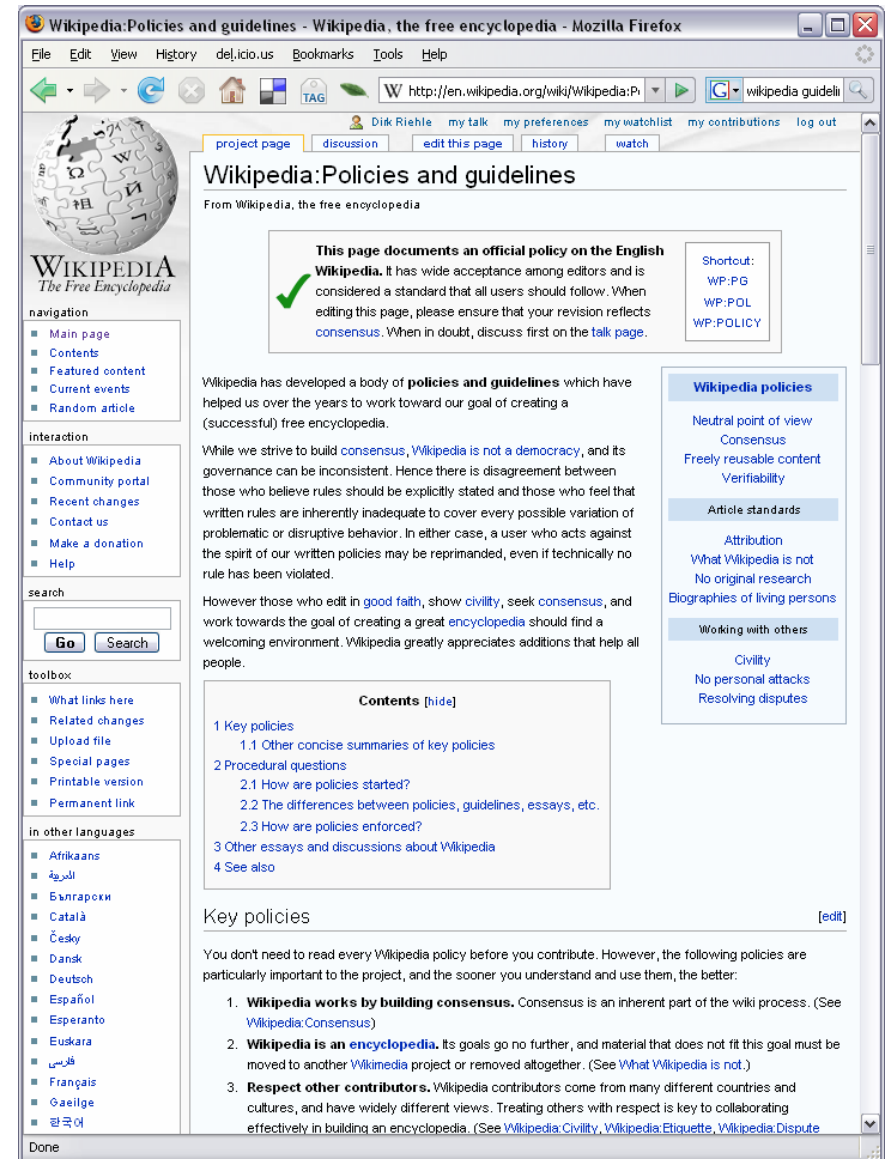 Wikipedia:Policies and guidelines - Wikipedia, the free encyclopedia - Mozilla Firefox
File Edit View History del.icio.us Bookmarks Tools Help
TAG
W http://en.wikipedia.org/wiki/Wikipedia:P
G wikipedia guideli
Dirk Riehle my talk my preferences my watchlist my contributions log out
project page discussion edit this page history watch
WIKIPEDIA
The Free Encyclopedia
navigation
Main page
Contents
Featured content
Current events
Random article
interaction
About Wikipedia
Community portal
Recent changes
Contact us
Make a donation
Help
search
Go Search
toolbox
What links here
Related changes
Upload file
Special pages
Printable version
Permanent link
in other languages
Afrikaans
العربية
Български
Català
Česky
Dansk
Deutsch
Español
Esperanto
Euskara
فارسی
Français
Gaeilge
한국어
Wikipedia:Policies and guidelines
From Wikipedia, the free encyclopedia
This page documents an official policy on the English
Wikipedia. It has wide acceptance among editors and is
considered a standard that all users should follow. When
editing this page, please ensure that your revision reflects
consensus. When in doubt, discuss first on the talk page.
Shortcut:
WP:PG
WP:POL
WP:POLICY
Wikipedia has developed a body of policies and guidelines which have
helped us over the years to work toward our goal of creating a
(successful) free encyclopedia.
While we strive to build consensus, Wikipedia is not a democracy, and its
governance can be inconsistent. Hence there is disagreement between
those who believe rules should be explicitly stated and those who feel that
written rules are inherently inadequate to cover every possible variation of
problematic or disruptive behavior. In either case, a user who acts against
the spirit of our written policies may be reprimanded, even if technically no
rule has been violated.
However those who edit in good faith, show civility, seek consensus, and
work towards the goal of creating a great encyclopedia should find a
welcoming environment. Wikipedia greatly appreciates additions that help all
people.
Wikipedia policies
Neutral point of view
Consensus
Freely reusable content
Verifiability
Article standards
Attribution
What Wikipedia is not
No original research
Biographies of living persons
Working with others
Civility
No personal attacks
Resolving disputes
Contents [hide]
1 Key policies
1.1 Other concise summaries of key policies
2 Procedural questions
2.1 How are policies started?
2.2 The differences between policies, guidelines, essays, etc.
2.3 How are policies enforced?
3 Other essays and discussions about Wikipedia
4 See also
Key policies [edit]
You don't need to read every Wikipedia policy before you contribute. However, the following policies are
particularly important to the project, and the sooner you understand and use them, the better:
1. Wikipedia works by building consensus. Consensus is an inherent part of the wiki process. (See
Wikipedia:Consensus)
2. Wikipedia is an encyclopedia. Its goals go no further, and material that does not fit this goal must be
moved to another Wikimedia project or removed altogether. (See What Wikipedia is not.)
3. Respect other contributors. Wikipedia contributors come from many different countries and
cultures, and have widely different views. Treating others with respect is key to collaborating
effectively in building an encyclopedia. (See Wikipedia:Civility, Wikipedia:Etiquette, Wikipedia:Dispute
Done